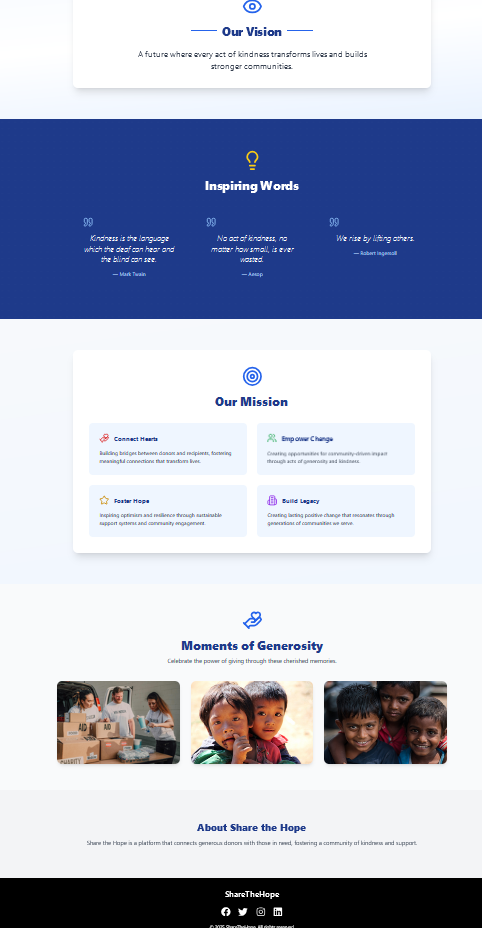 Our Vision
A future where every act of kindness transforms lives and builds
stronger communities.
Inspiring Words
Kindness is the language
which the deaf can hear and
the blind can see.
— Mark Twain
No act of kindness, no
matter how small, is ever
wasted.
— Aesop
We rise by lifting others.
— Robert Ingersoll
Our Mission
Connect Hearts
Building bridges between donors and recipients, fostering
meaningful connections that transform lives.
Empower Change
Creating opportunities for community-driven impact
through acts of generosity and kindness.
Foster Hope
Inspiring optimism and resilience through sustainable
support systems and community engagement.
Build Legacy
Creating lasting positive change that resonates through
generations of communities we serve.
Moments of Generosity
Celebrate the power of giving through these cherished memories.
AID
AID
CHARITY
About Share the Hope
Share the Hope is a platform that connects generous donors with those in need, fostering a community of kindness and support.
ShareTheHope
© 2025 ShareTheHope. All rights reserved.